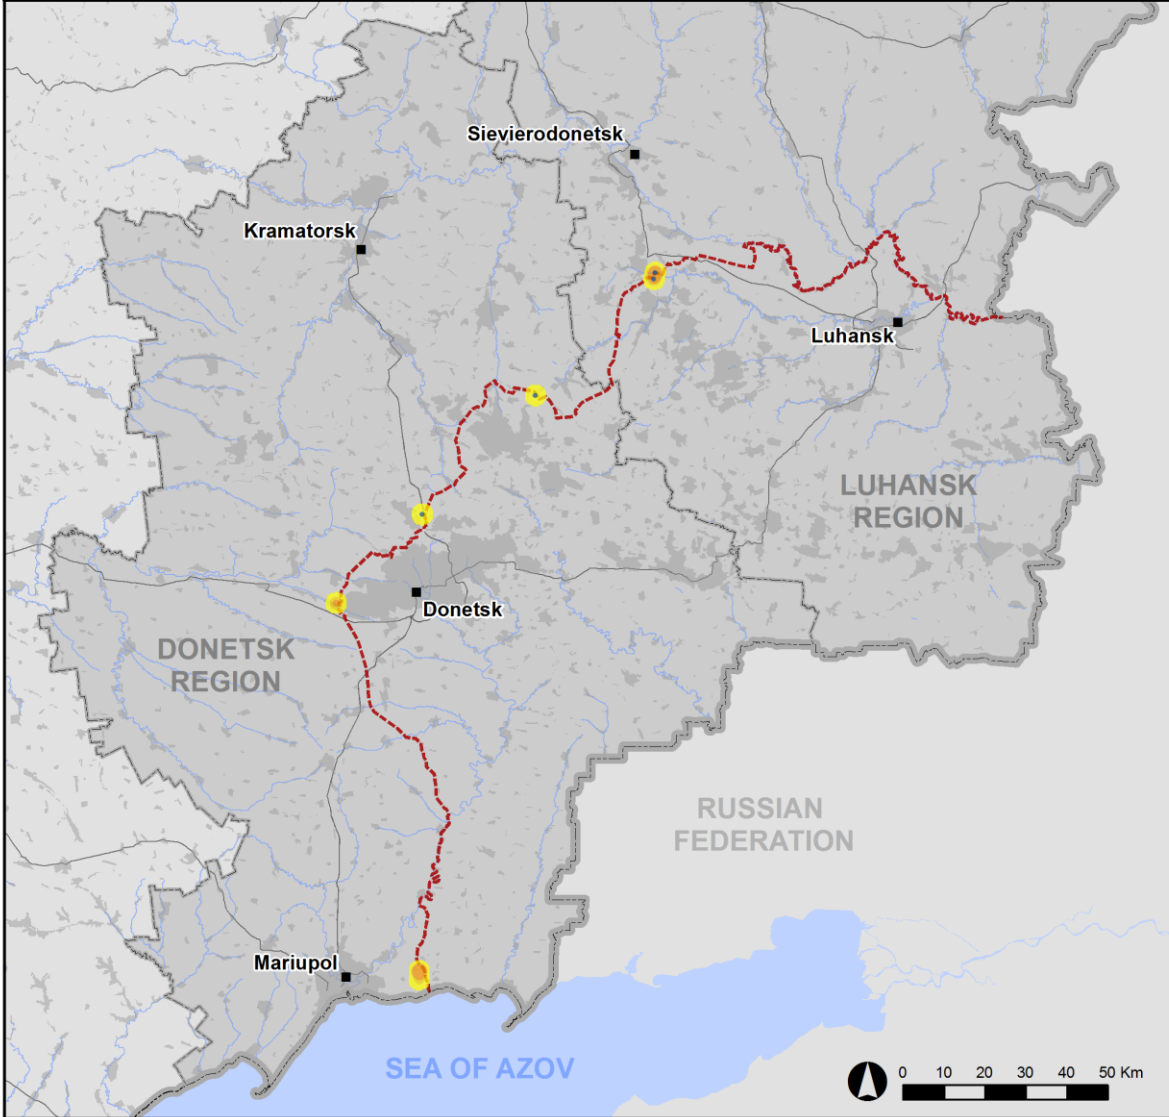 Sievierodonetsk
Kramatorsk
Luhansk
LUHANSK
REGION
Donetsk
DONETSK
REGION
RUSSIAN
FEDERATION
Mariupol
SEA OF AZOV
0 10 20 30 40 50 Km